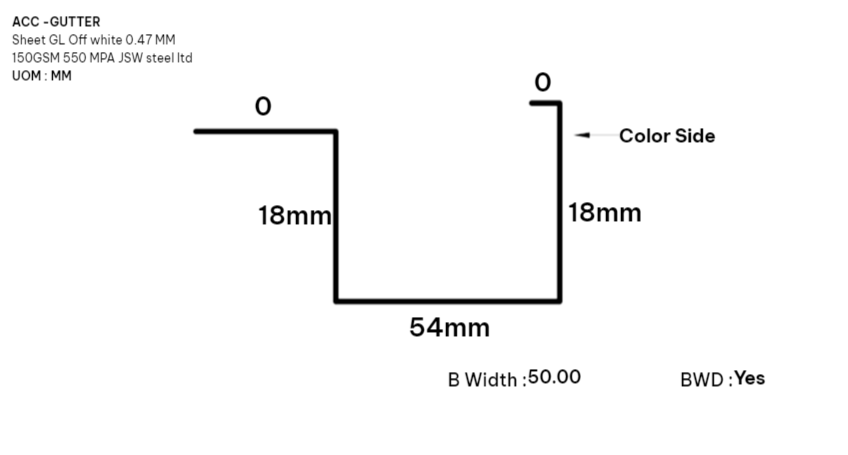 ACC -GUTTER
Sheet GL Off white 0.47 MM
150GSM 550 MPA JSW steel ltd
UOM : MM
0
0
Color Side
18mm
18mm
54mm
B Width :50.00
BWD :Yes